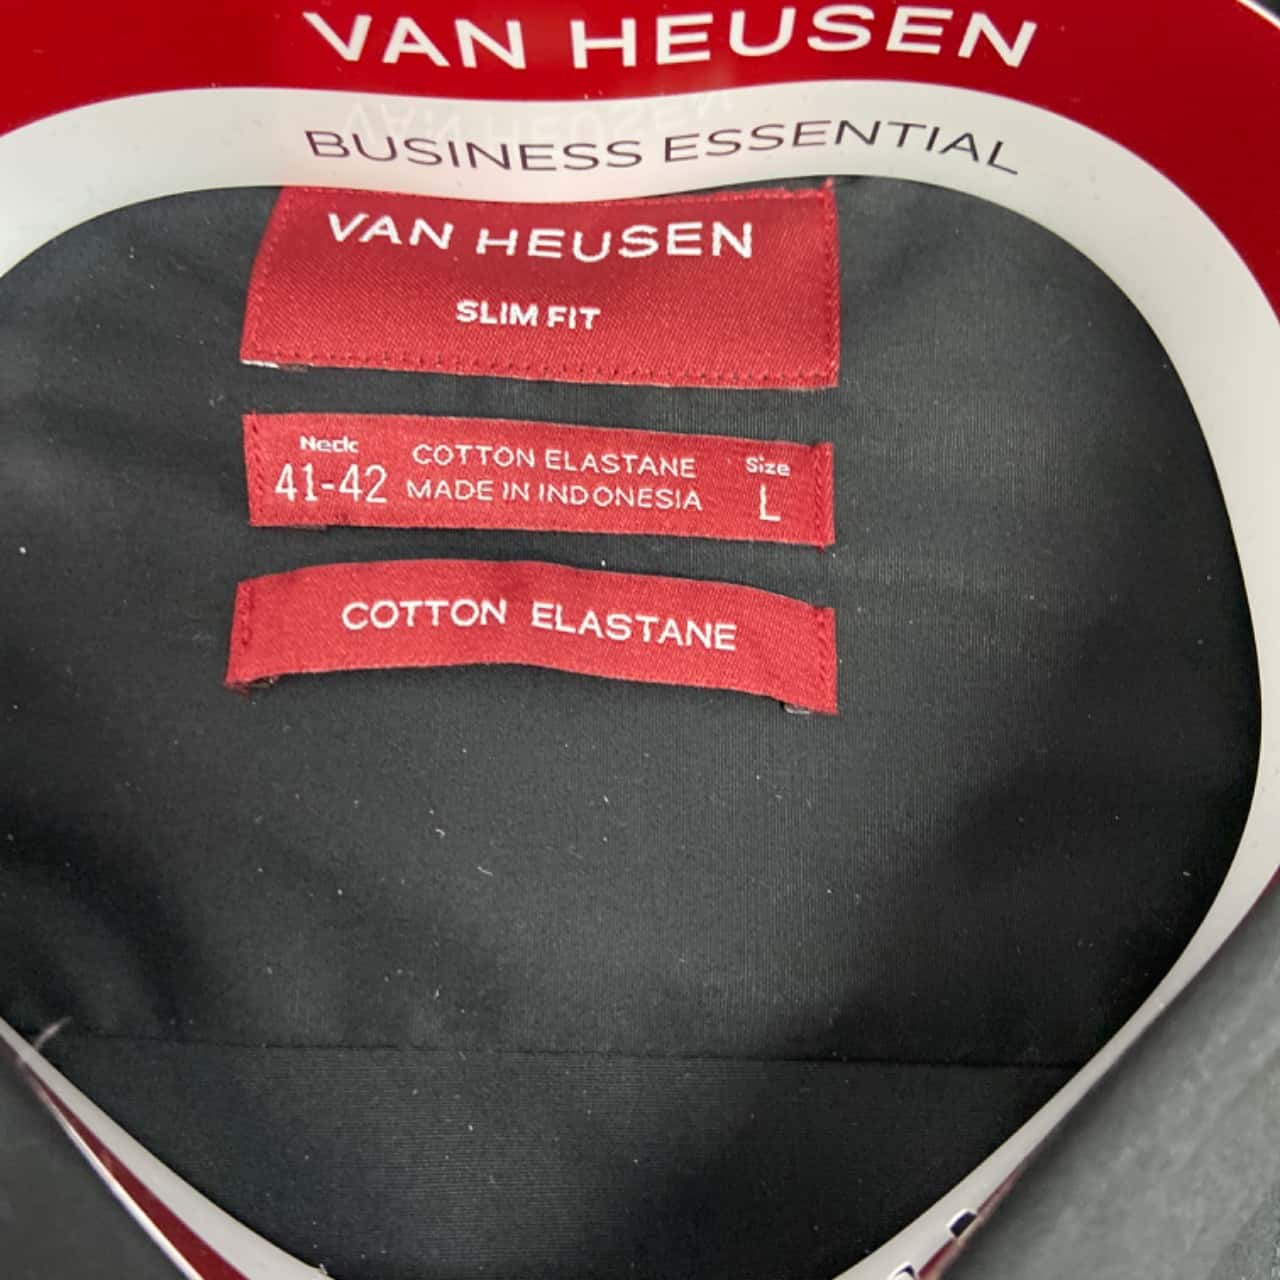 VAN HEUSEN
BUSINESS ESSENTIAL
VAN HEUSEN
SLIM FIT
Neck
41-42
COTTON ELASTANE
MADE IN INDONESIA
Size
L
COTTON ELASTANE